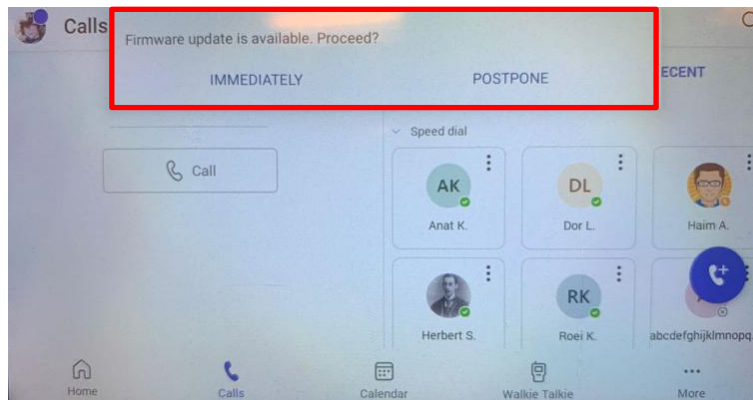 Calls
Firmware update is available. Proceed?
IMMEDIATELY
POSTPONE
ECENT
Speed dial
Call
AK
Anat K.
DL
Dor L.
Haim A.
Herbert S.
RK
Roei K.
abcdefghijklmnopq
Home
Calls
Calendar
Walkie Talkie
More